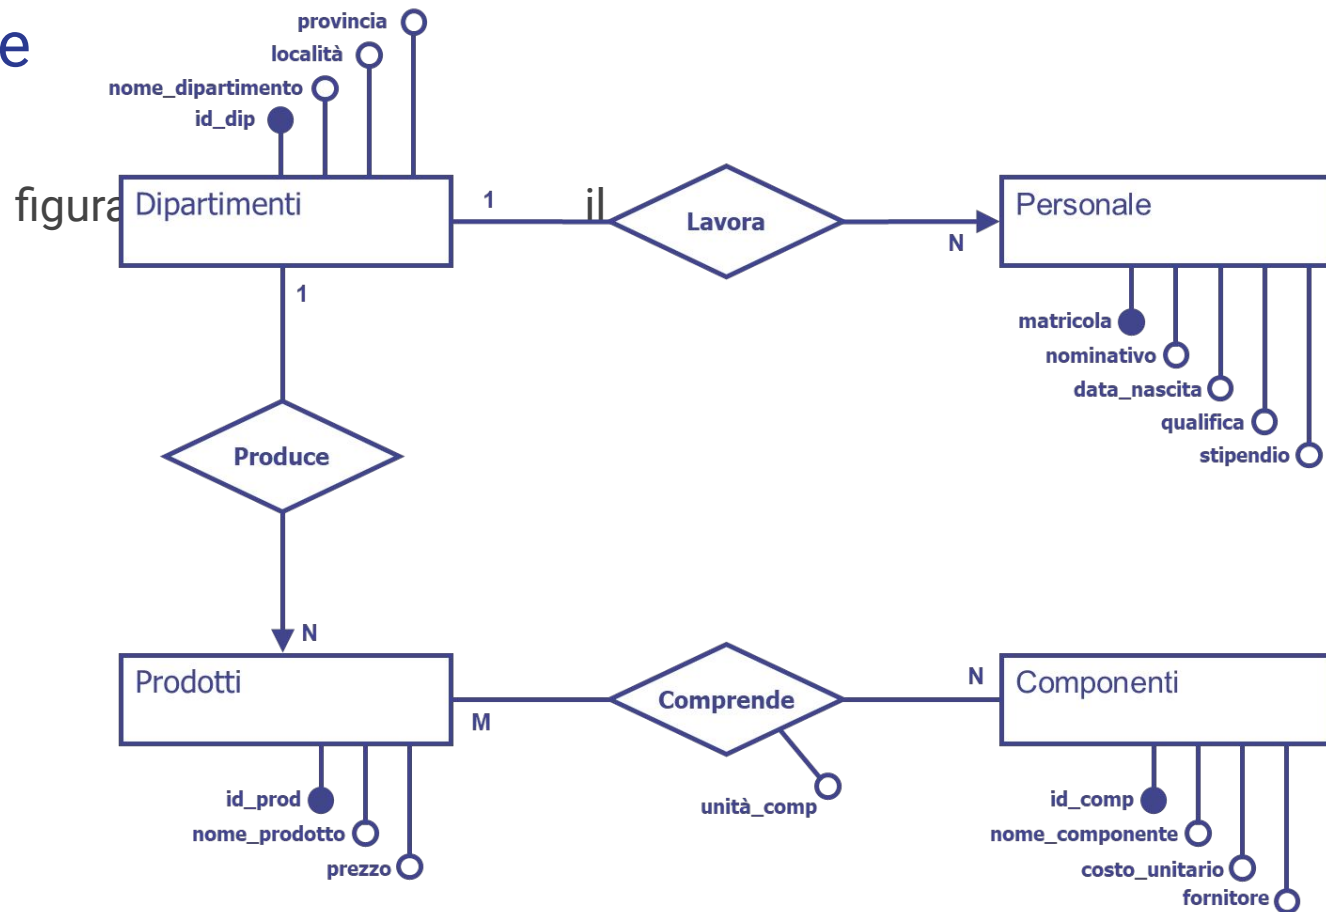 e
provincia
località
nome_dipartimento
id_dip
figura
il
Dipartimenti
1
Lavora
N
Personale
1
matricola
nominativo
data_nascita
qualifica
stipendio
Produce
N
Prodotti
M
Comprende
N
Componenti
unità_comp
id_prod
nome_prodotto
prezzo
id_comp
nome_componente
costo_unitario
fornitore